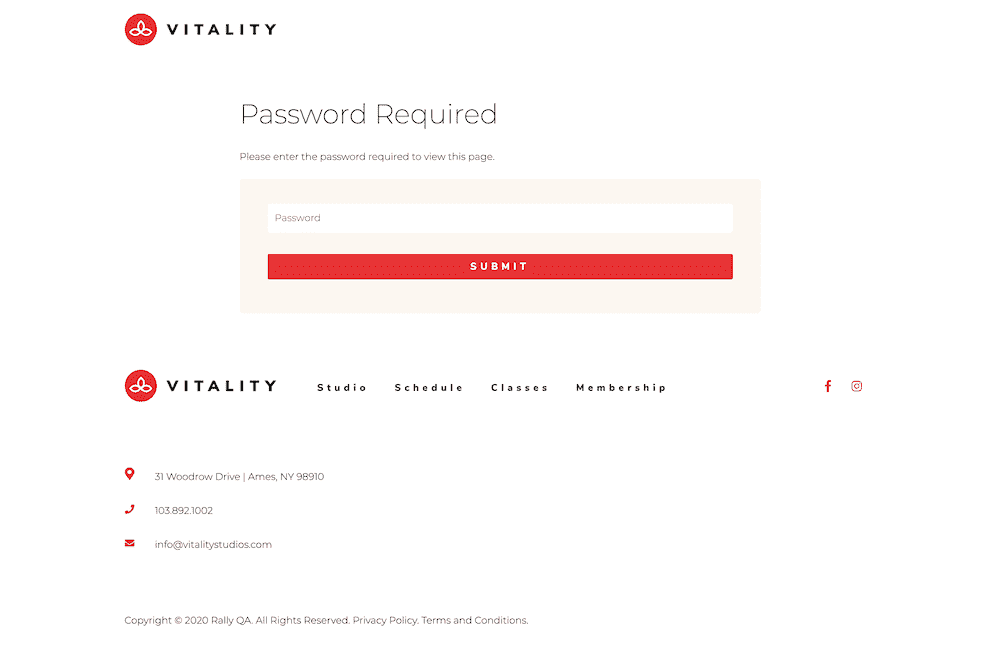 VITALITY
Password Required
Please enter the password required to view this page.
Password
SUBMIT
VITALITY Studio Schedule Classes Membership
31 Woodrow Drive | Ames, NY 98910
103.892.1002
info@vitalitystudios.com
Copyright © 2020 Rally QA. All Rights Reserved. Privacy Policy. Terms and Conditions.